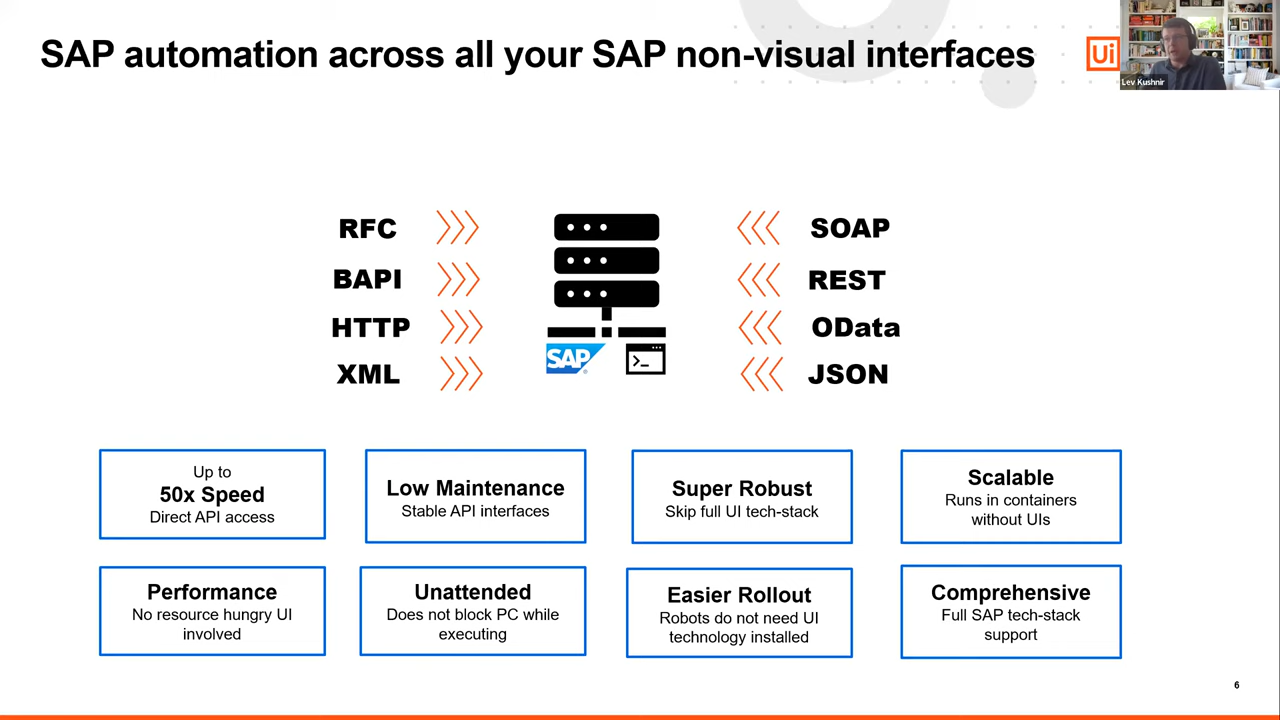 SAP automation across all your SAP non-visual interfaces
Ui
Lev Kushnir
RFC
BAPI
HTTP
XML
SAP
SOAP
REST
OData
JSON
Up to
50x Speed
Direct API access
Low Maintenance
Stable API interfaces
Super Robust
Skip full UI tech-stack
Scalable
Runs in containers
without UIs
Performance
No resource hungry UI
involved
Unattended
Does not block PC while
executing
Easier Rollout
Robots do not need UI
technology installed
Comprehensive
Full SAP tech-stack
support
6